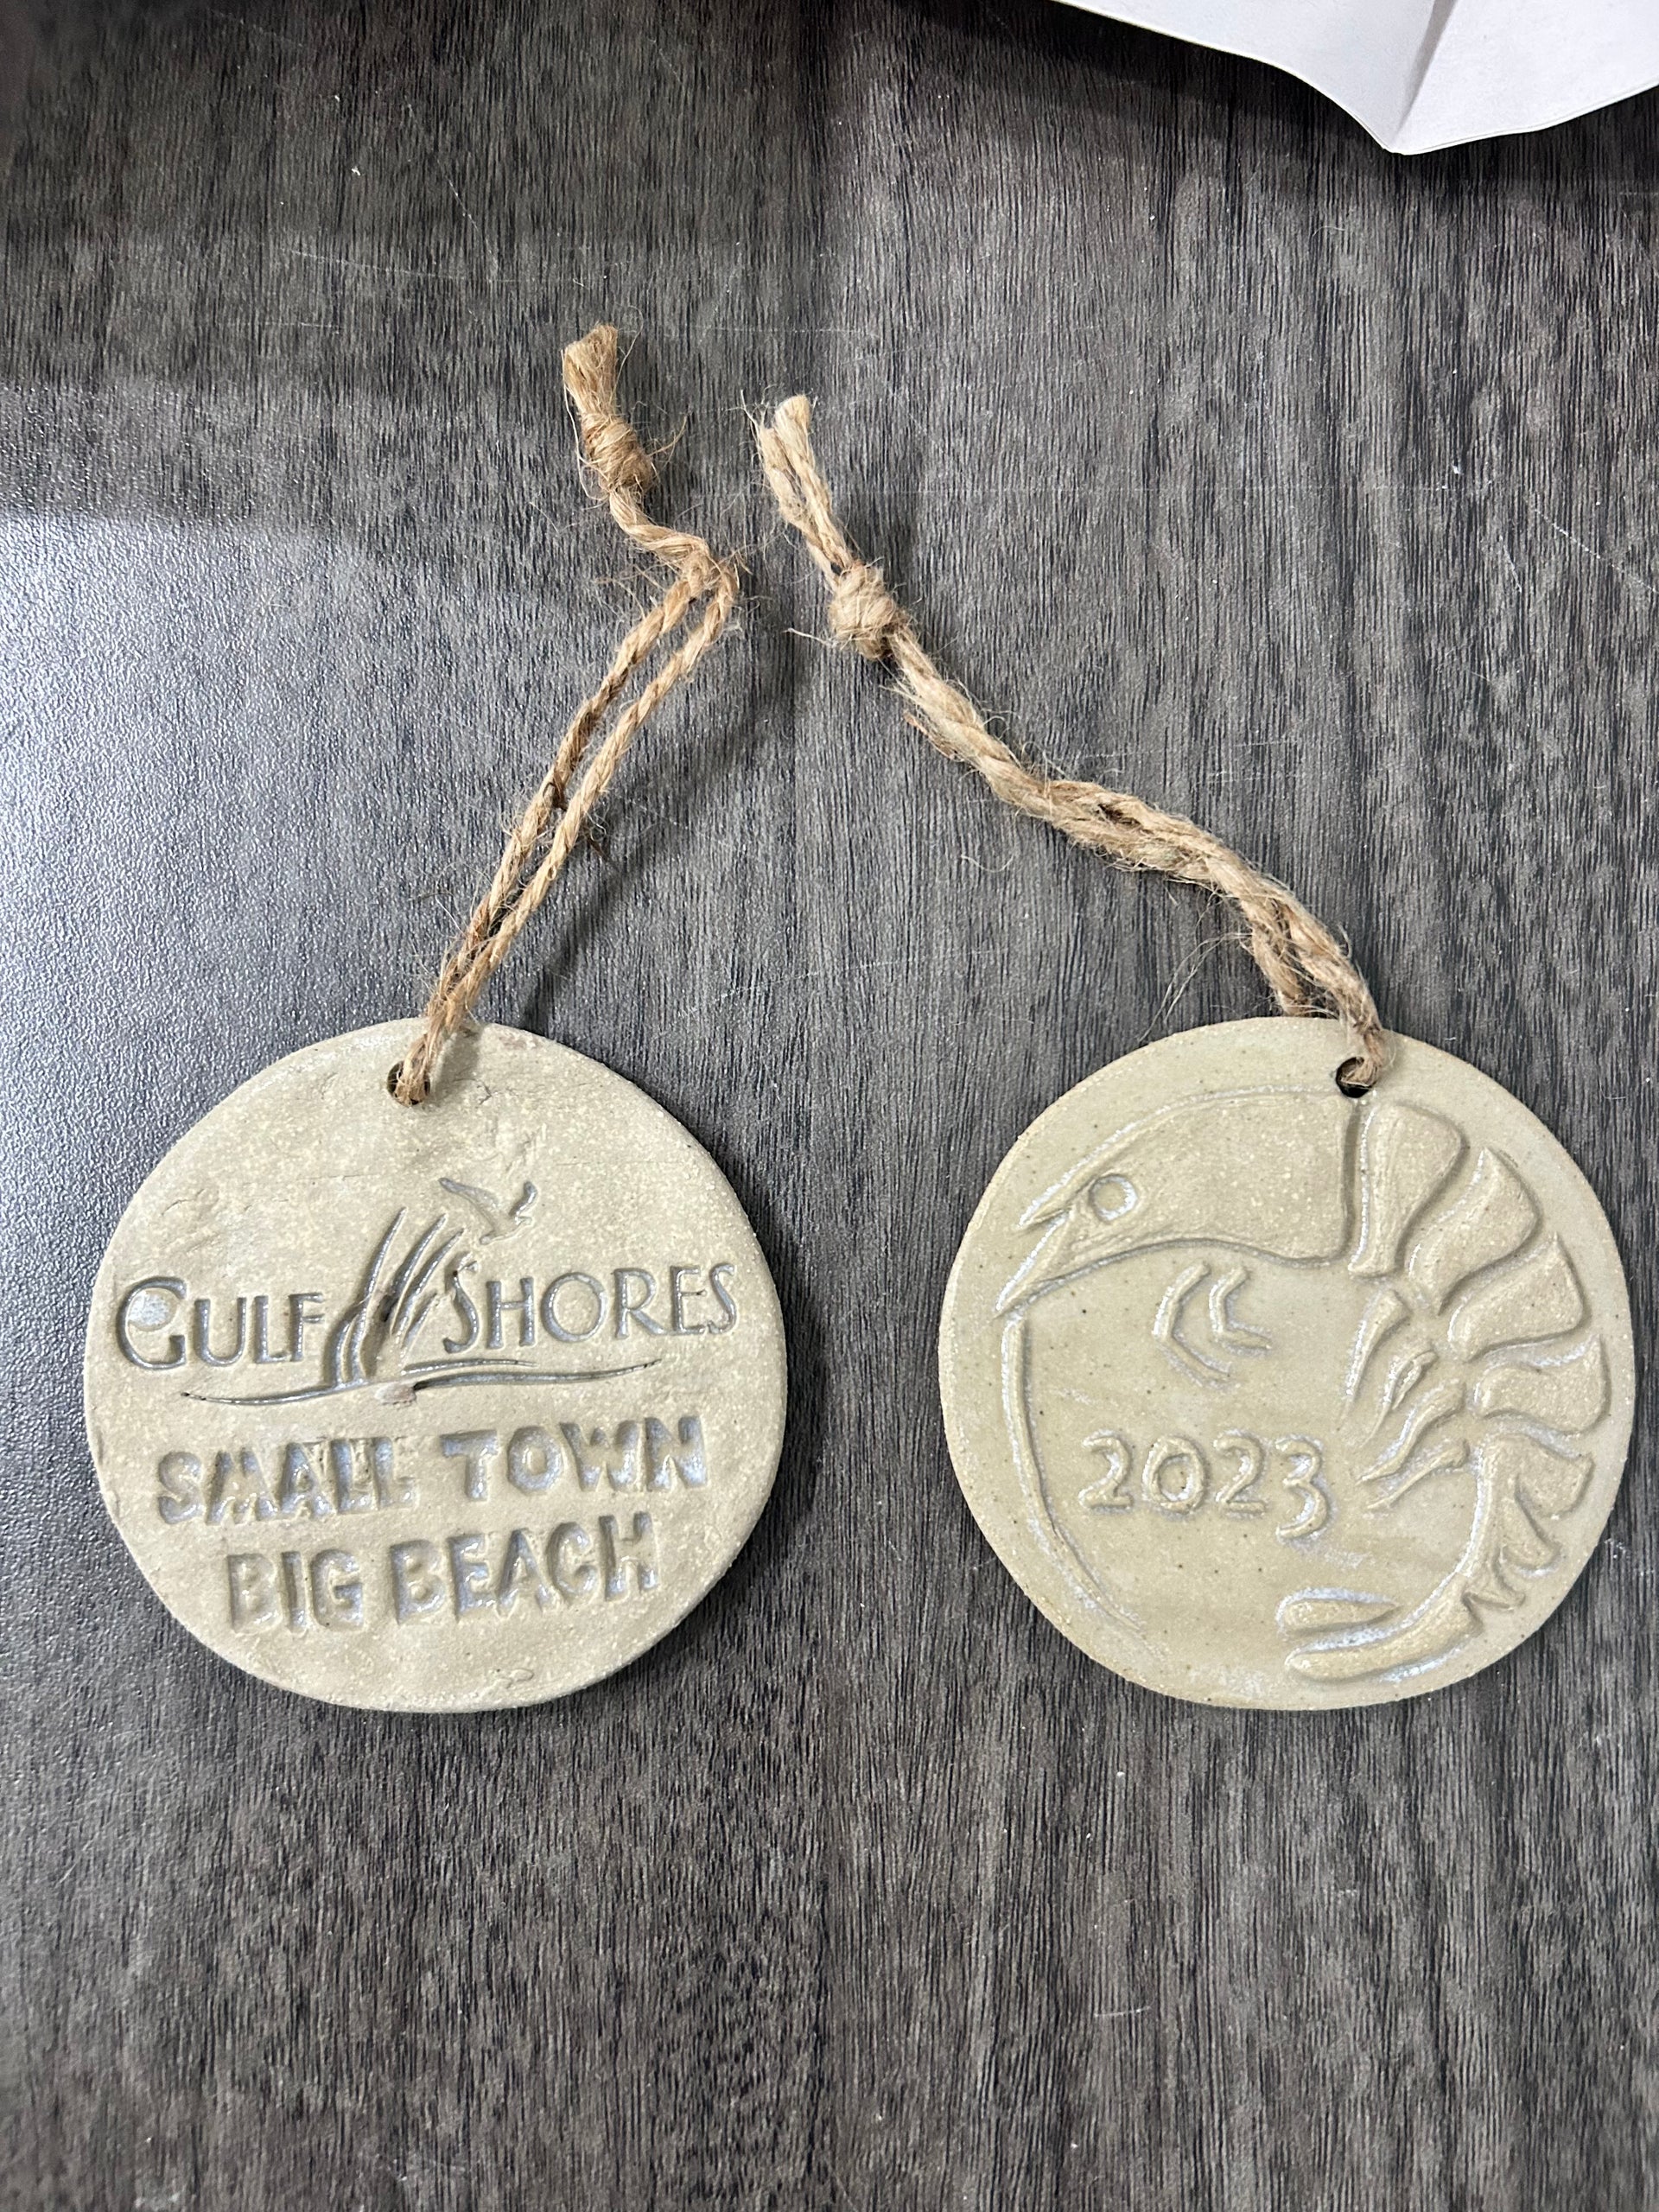 GULF SHORES
SMALL TOWN
BIG BEACH
2023